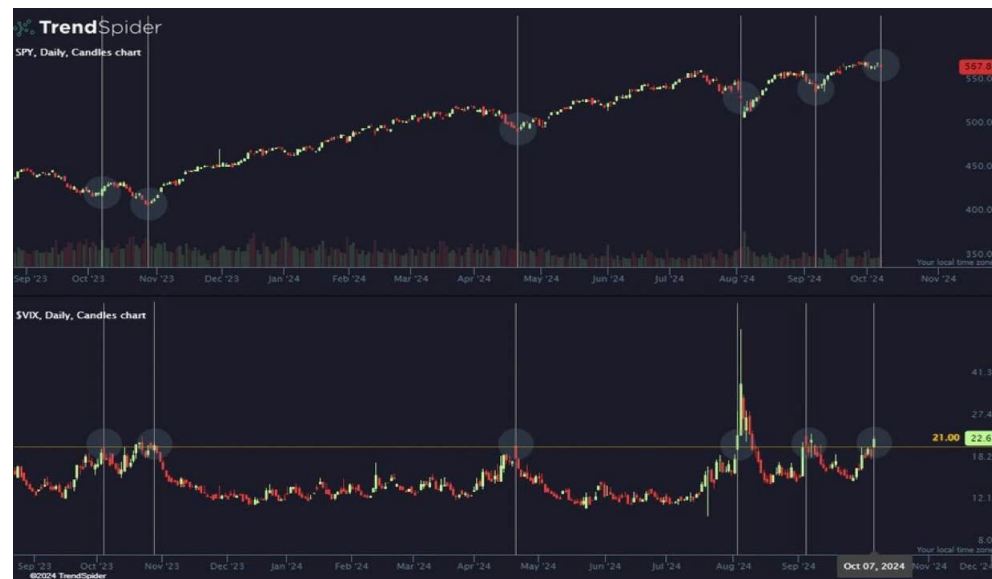 TrendSpider
SPY, Daily, Candles chart
567.8
550.0
500.0
450.0
400.0
350.0
Your local time zone
Sep '23 Oct '23 Nov '23 Dec '23 Jan '24 Feb '24 Mar '24 Apr '24 May '24 Jun '24 Jul '24 Aug '24 Sep '24 Oct '24 Nov '24
$VIX, Daily, Candles chart
41.3
27.4
21.00 22.6
18.2
12.1
8.0
Your local time zone
Sep '23 Oct '23 Nov '23 Dec '23 Jan '24 Feb '24 Mar '24 Apr '24 May '24 Jun '24 Jul '24 Aug '24 Sep '24 Oct 07, 2024 Nov '24 Dec '24
©2024 TrendSpider